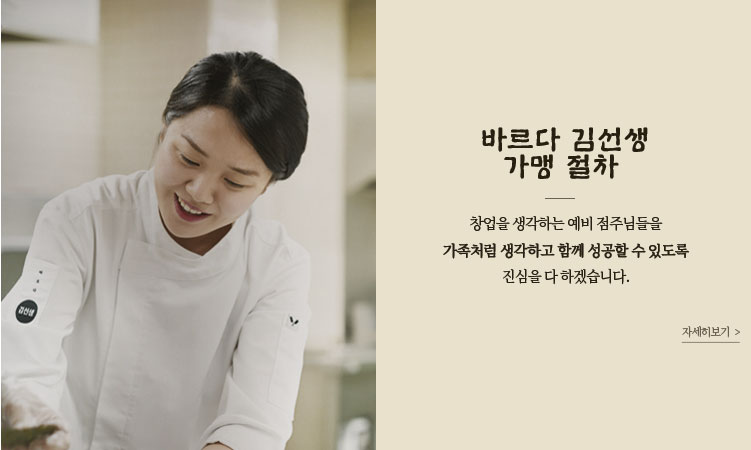 바르다
김선생
바르다 김선생
가맹 절차
창업을 생각하는 예비 점주님들을
가족처럼 생각하고 함께 성공할 수 있도록
진심을 다 하겠습니다.
자세히보기 >